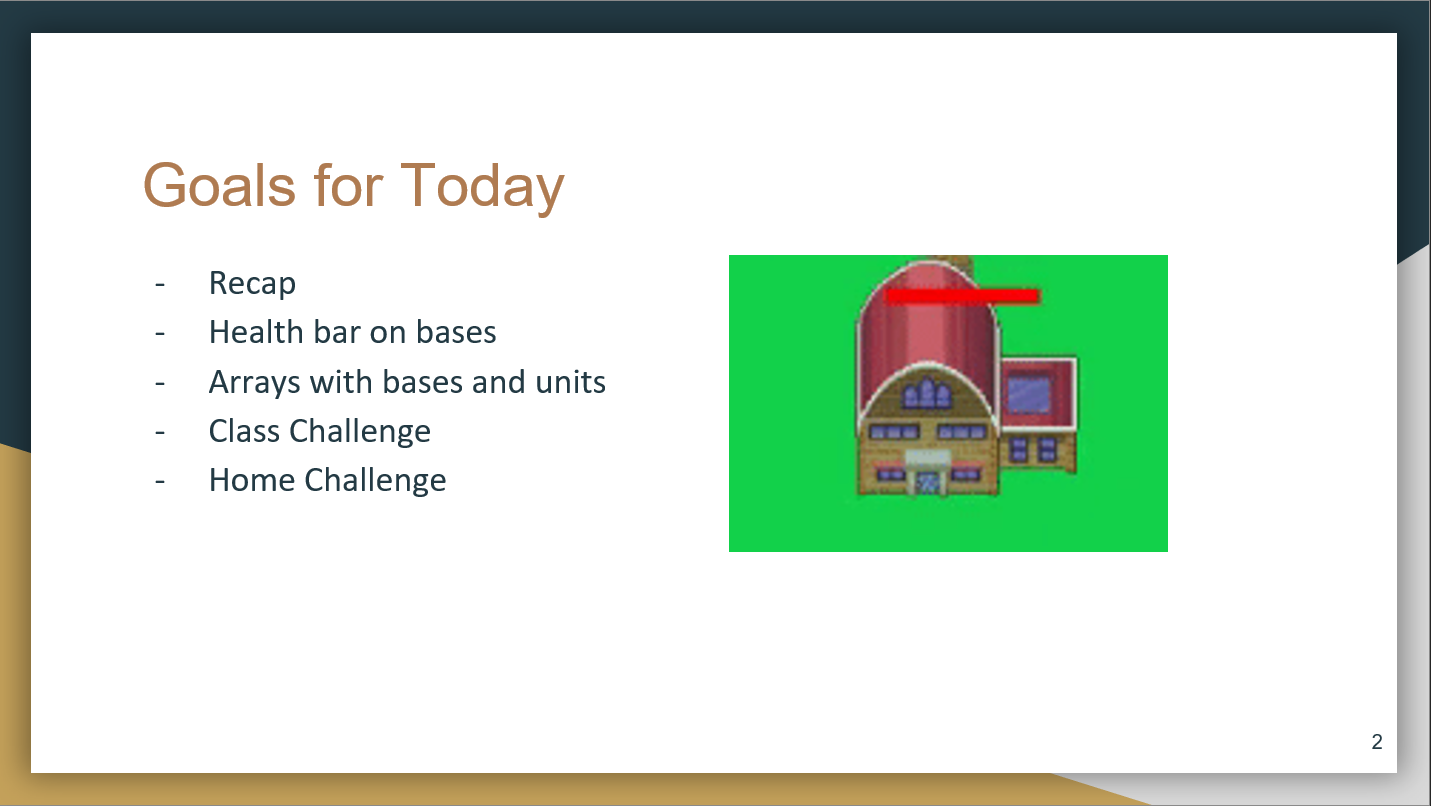 Goals for Today
- Recap
- Health bar on bases
- Arrays with bases and units
- Class Challenge
- Home Challenge
2